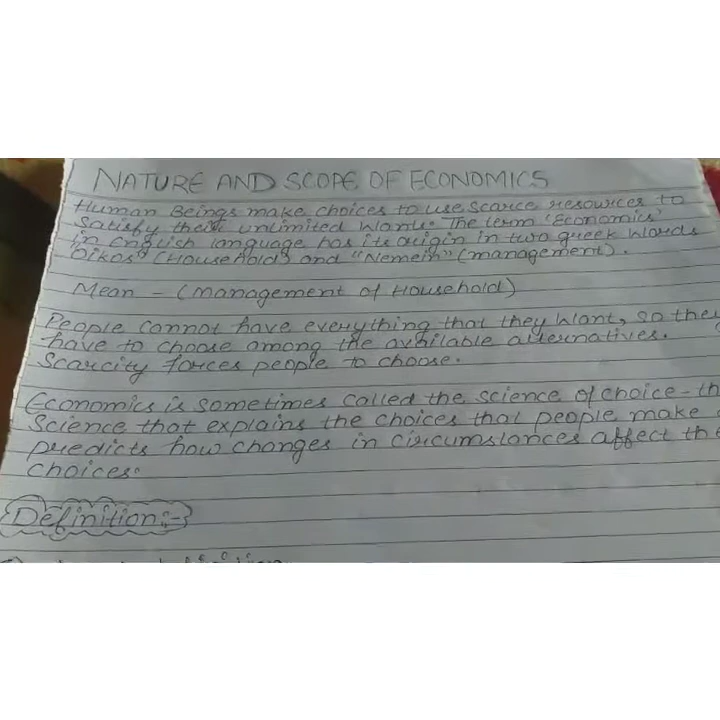 NATURE AND SCOPE OF ECONOMICS
Human Beings make choices to use scarce resources to
satisfy their unlimited wants. The term 'Economics'
in English language has its origin in two greek words
Oikos" (Household) and "Nemein" (management).
Mean - (management of Household)
People cannot have everything that they want, so they
have to choose among the available alternatives.
Scarcity forces people to choose.
Economics is sometimes called the science of choice - th
Science that explains the choices that people make
predicts how changes in circumstances affect the
choices.
Definition:-